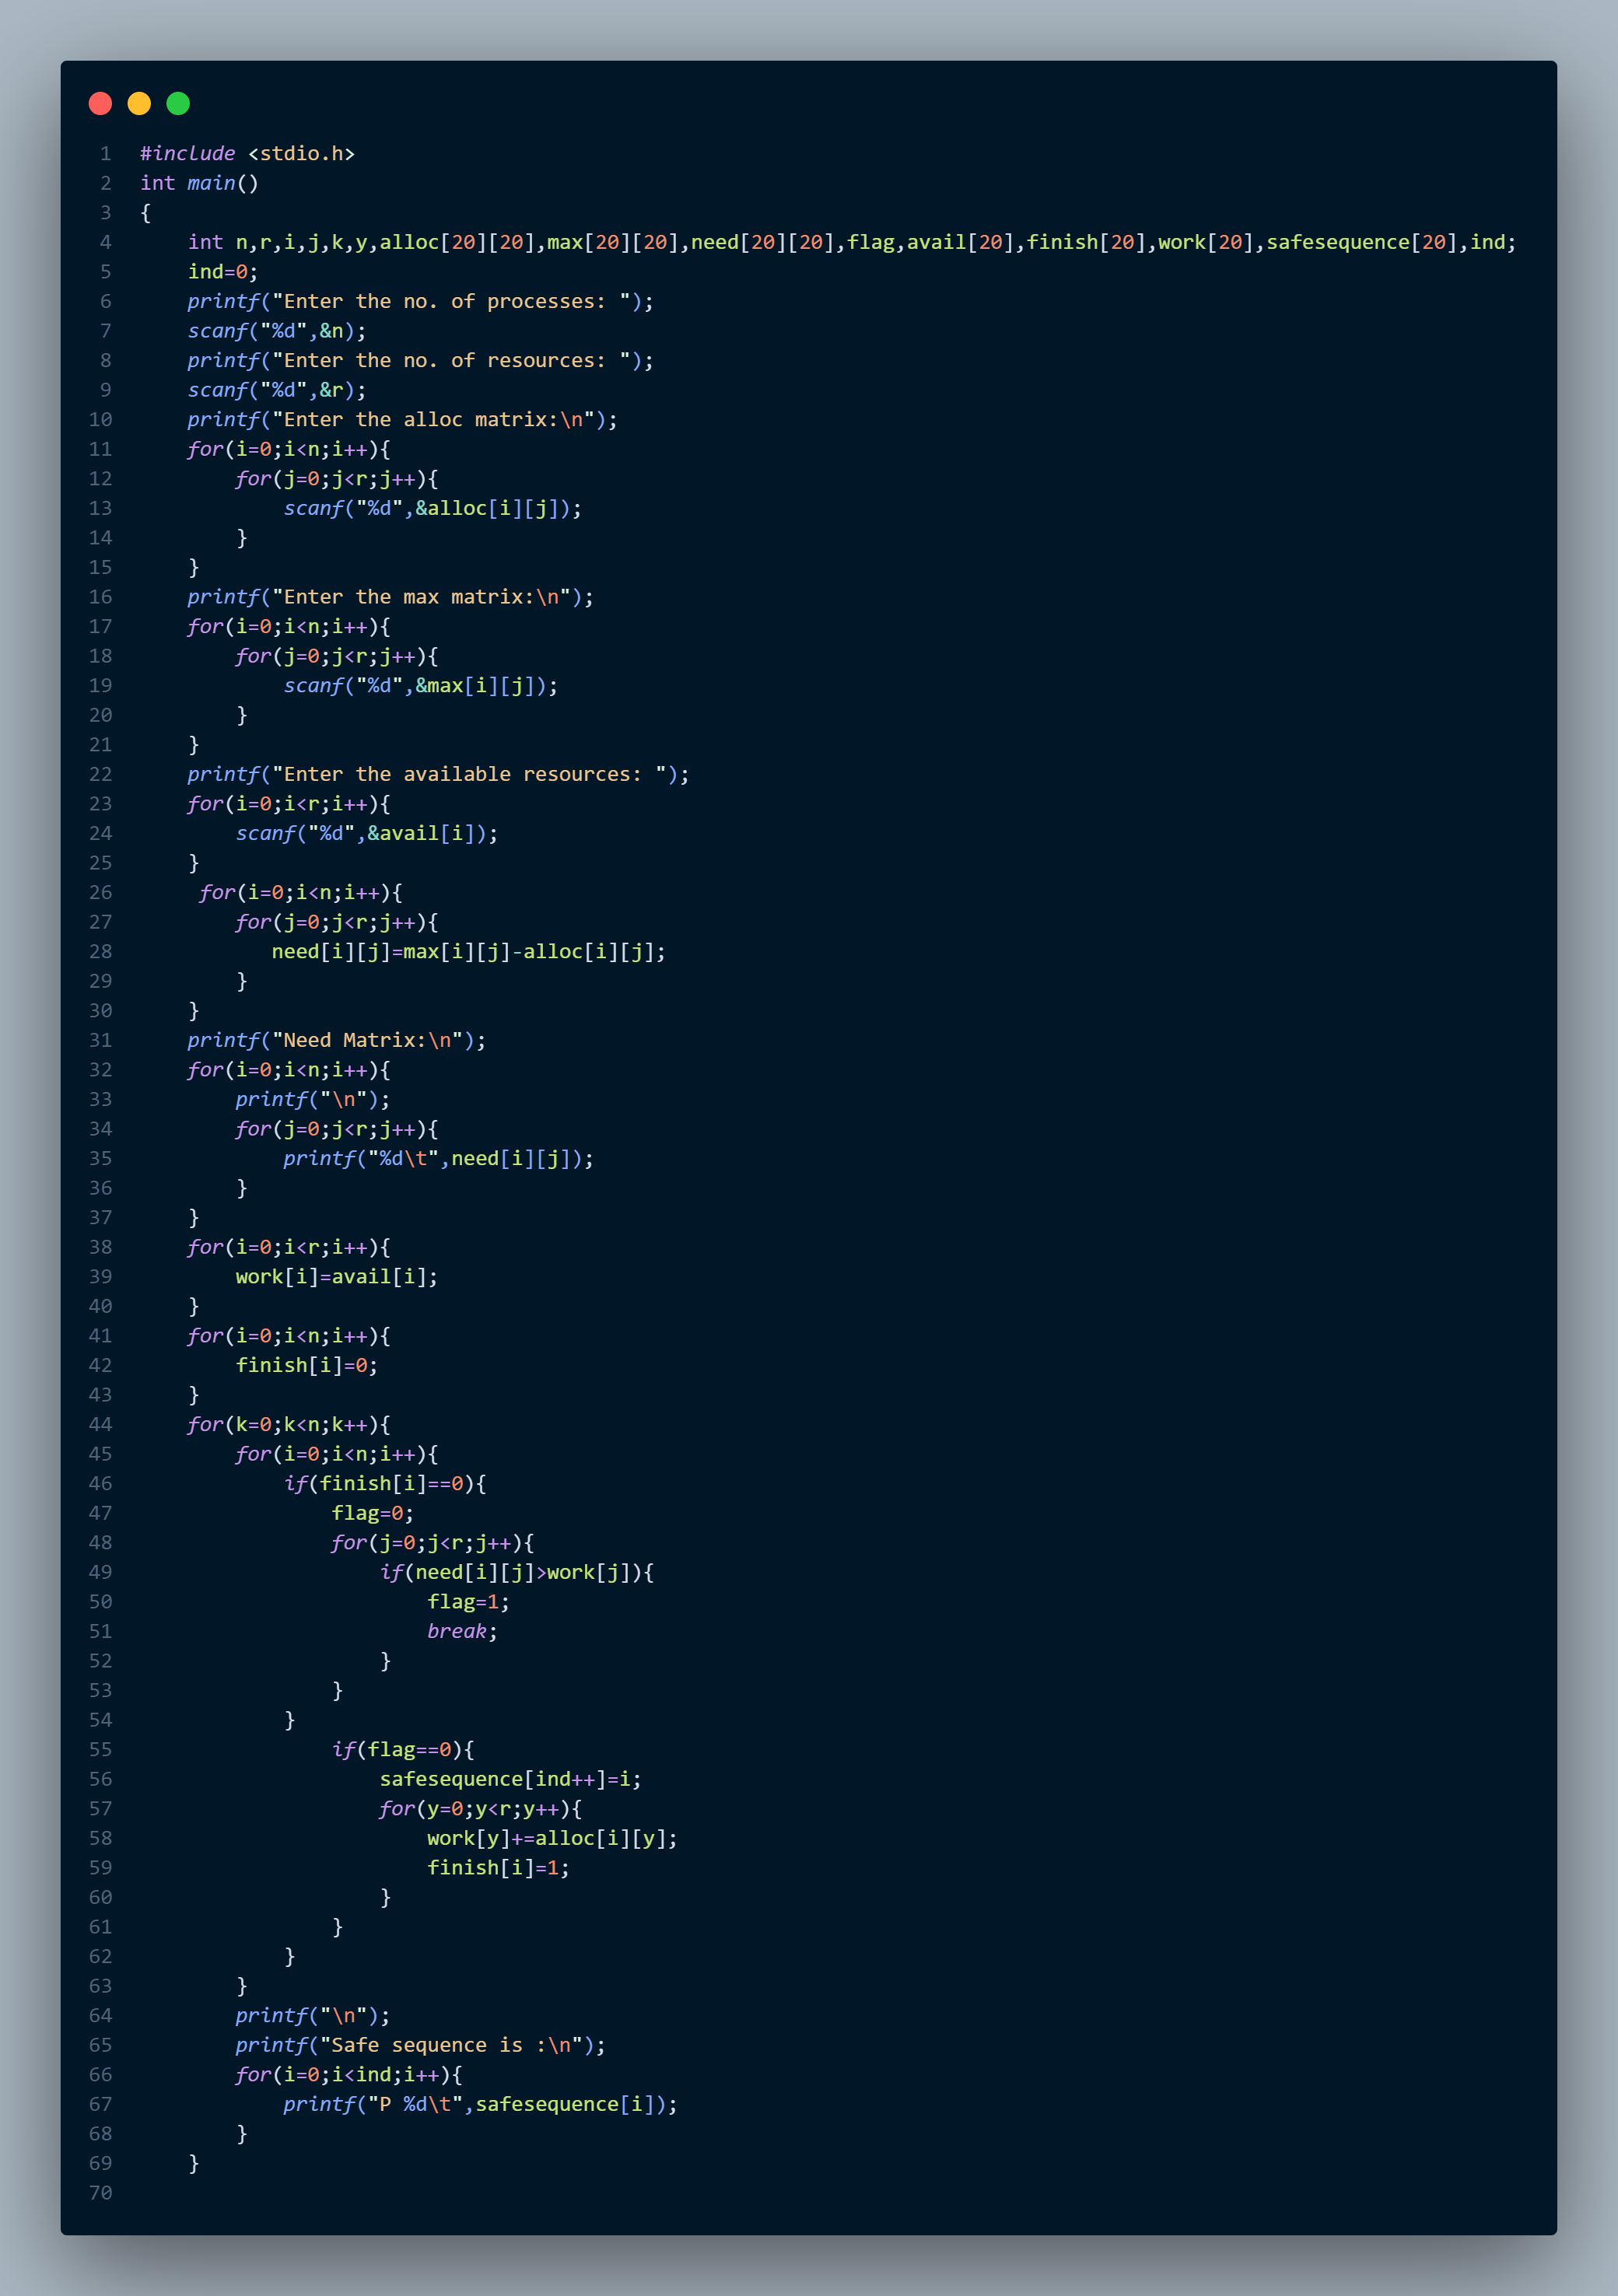 1 #include <stdio.h>
2 int main()
3 {
4     int n,r,i,j,k,y,alloc[20][20],max[20][20],need[20][20],flag,avail[20],finish[20],work[20],safesequence[20],ind;
5     ind=0;
6     printf("Enter the no. of processes: ");
7     scanf("%d",&n);
8     printf("Enter the no. of resources: ");
9     scanf("%d",&r);
10     printf("Enter the alloc matrix:\n");
11     for(i=0;i<n;i++){
12         for(j=0;j<r;j++){
13             scanf("%d",&alloc[i][j]);
14         }
15     }
16     printf("Enter the max matrix:\n");
17     for(i=0;i<n;i++){
18         for(j=0;j<r;j++){
19             scanf("%d",&max[i][j]);
20         }
21     }
22     printf("Enter the available resources: ");
23     for(i=0;i<r;i++){
24         scanf("%d",&avail[i]);
25     }
26      for(i=0;i<n;i++){
27         for(j=0;j<r;j++){
28            need[i][j]=max[i][j]-alloc[i][j];
29         }
30     }
31     printf("Need Matrix:\n");
32     for(i=0;i<n;i++){
33         printf("\n");
34         for(j=0;j<r;j++){
35             printf("%d\t",need[i][j]);
36         }
37     }
38     for(i=0;i<r;i++){
39         work[i]=avail[i];
40     }
41     for(i=0;i<n;i++){
42         finish[i]=0;
43     }
44     for(k=0;k<n;k++){
45         for(i=0;i<n;i++){
46             if(finish[i]==0){
47                 flag=0;
48                 for(j=0;j<r;j++){
49                     if(need[i][j]>work[j]){
50                         flag=1;
51                         break;
52                     }
53                 }
54             }
55                 if(flag==0){
56                     safesequence[ind++]=i;
57                     for(y=0;y<r;y++){
58                         work[y]+=alloc[i][y];
59                         finish[i]=1;
60                     }
61                 }
62             }
63         }
64         printf("\n");
65         printf("Safe sequence is :\n");
66         for(i=0;i<ind;i++){
67             printf("P %d\t",safesequence[i]);
68         }
69     }
70